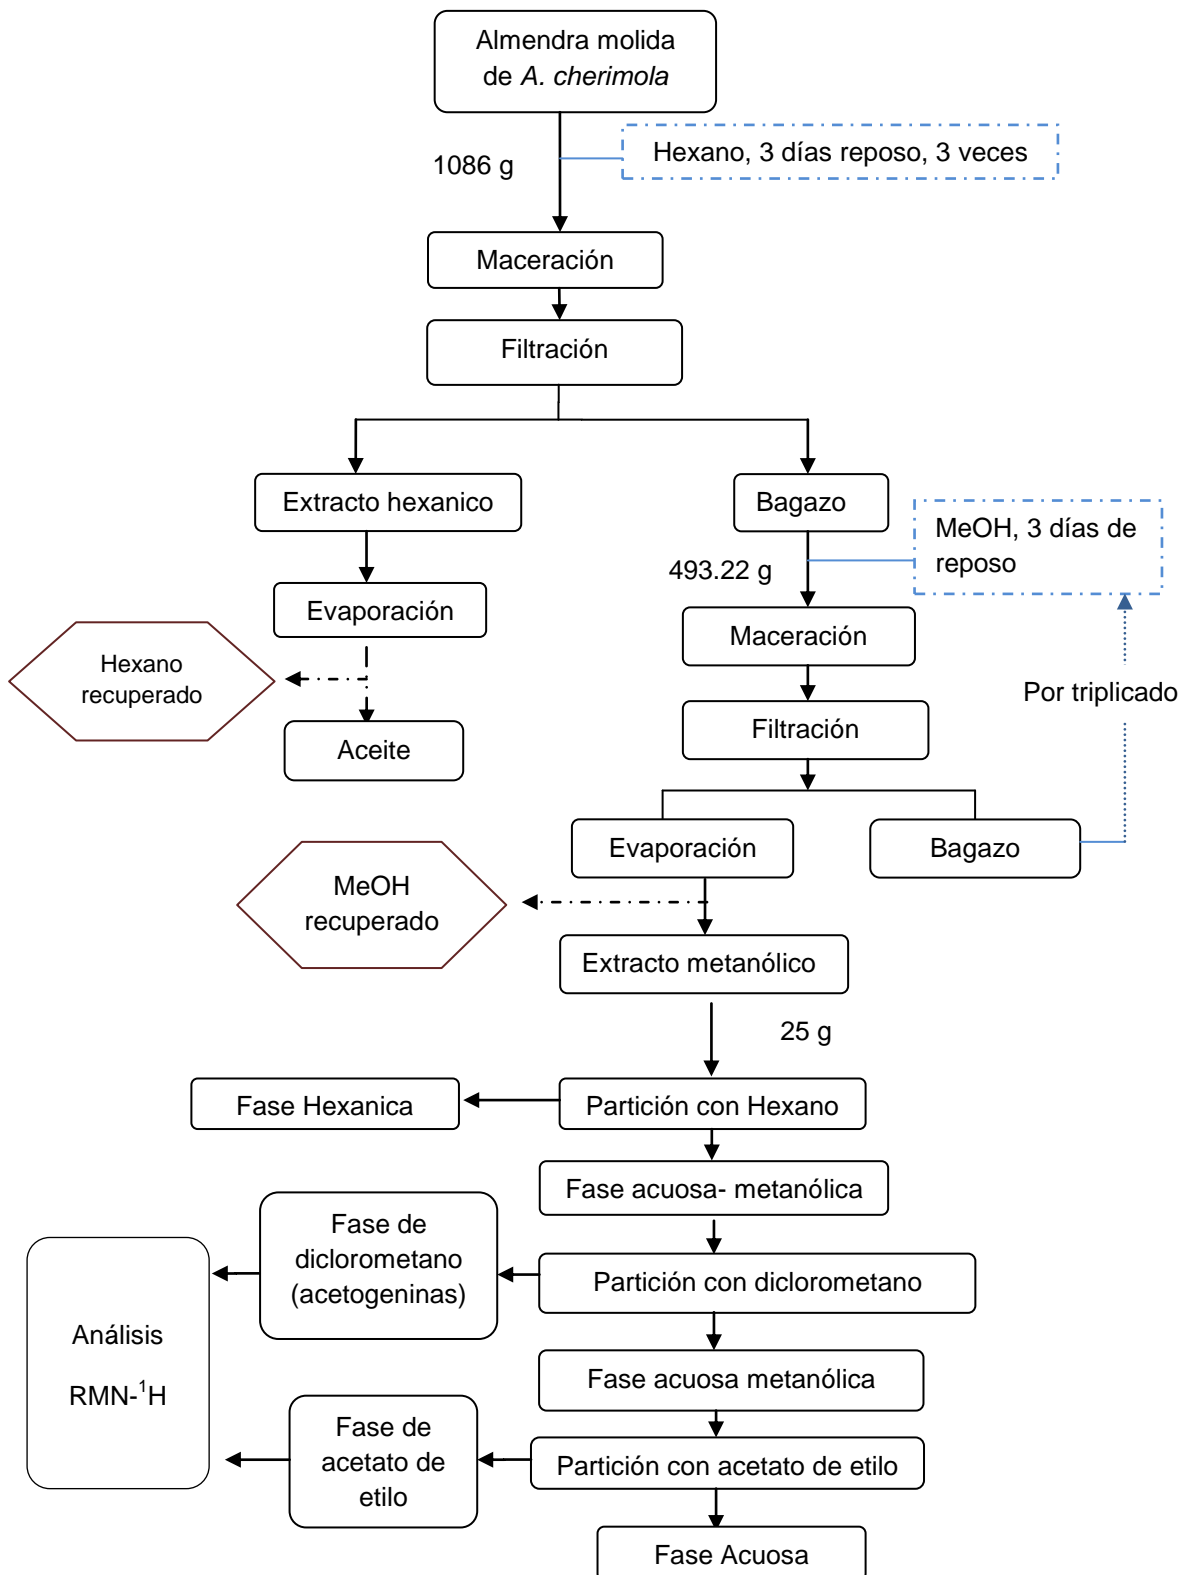 Almendra molida
de A. cherimola
1086 g
Hexano, 3 días reposo, 3 veces
Maceración
Filtración
Extracto hexanico
Bagazo
493.22 g
MeOH, 3 días de
reposo
Evaporación
Maceración
Hexano
recuperado
Por triplicado
Aceite
Filtración
Evaporación
Bagazo
MeOH
recuperado
Extracto metanólico
25 g
Fase Hexanica
Partición con Hexano
Fase acuosa- metanólica
Fase de
diclorometano
(acetogeninas)
Partición con diclorometano
Análisis
RMN-¹H
Fase acuosa metanólica
Fase de
acetato de
etilo
Partición con acetato de etilo
Fase Acuosa